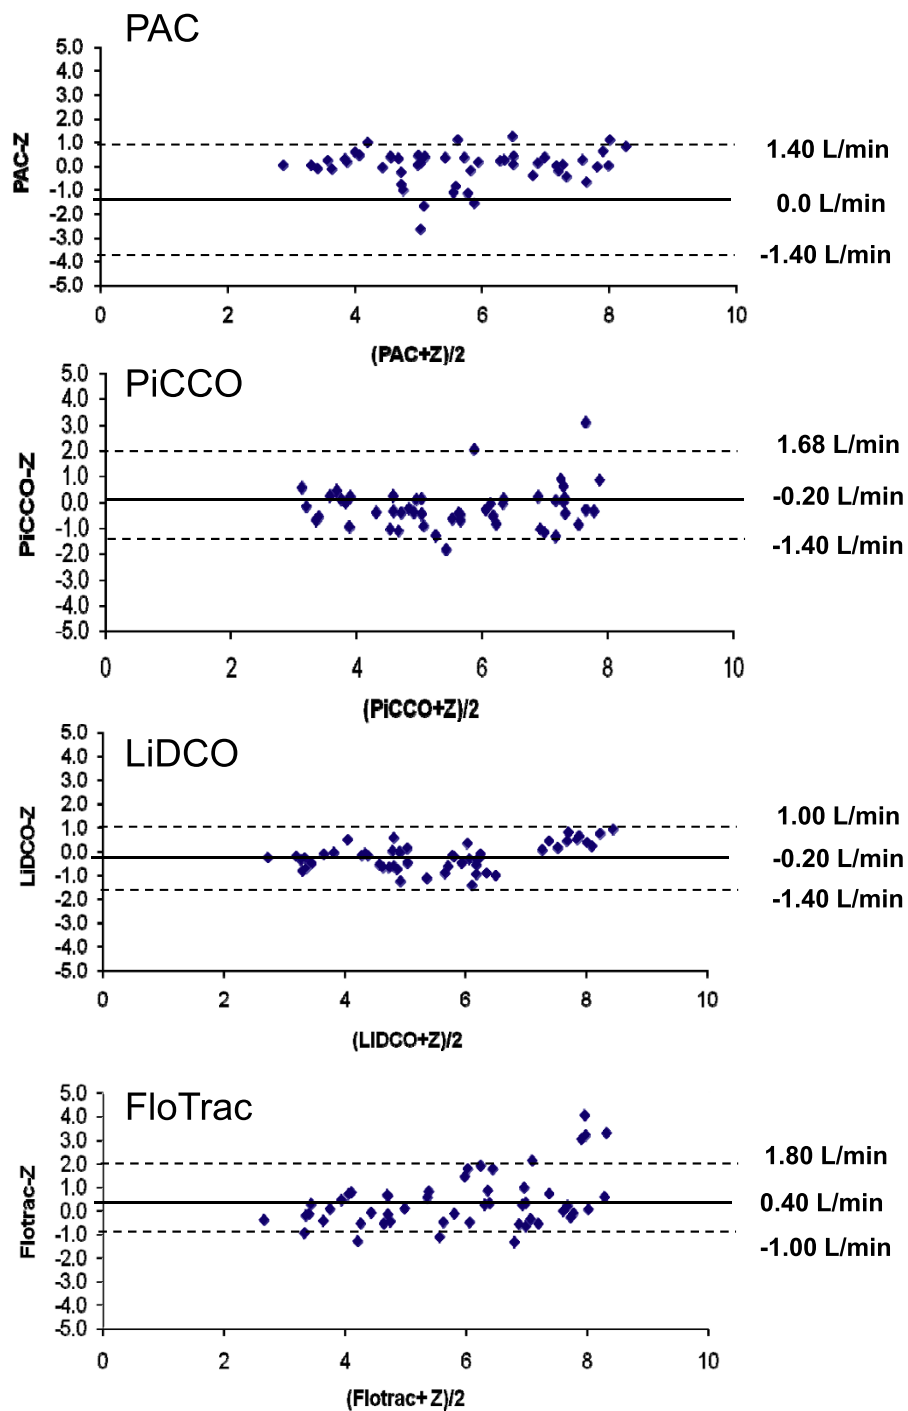 PAC
5.0
4.0
3.0
2.0
1.0
0.0
-1.0
-2.0
-3.0
-4.0
-5.0
PAC-Z
1.40 L/min
0.0 L/min
-1.40 L/min
0 2 4 6 8 10
(PAC+Z)/2
PiCCO
5.0
4.0
3.0
2.0
1.0
0.0
-1.0
-2.0
-3.0
-4.0
-5.0
PiCCO-Z
1.68 L/min
-0.20 L/min
-1.40 L/min
0 2 4 6 8 10
(PiCCO+Z)/2
LiDCO
5.0
4.0
3.0
2.0
1.0
0.0
-1.0
-2.0
-3.0
-4.0
-5.0
LiDCO-Z
1.00 L/min
-0.20 L/min
-1.40 L/min
0 2 4 6 8 10
(LIDCO+Z)/2
FloTrac
5.0
4.0
3.0
2.0
1.0
0.0
-1.0
-2.0
-3.0
-4.0
-5.0
Flotrac-Z
1.80 L/min
0.40 L/min
-1.00 L/min
0 2 4 6 8 10
(Flotrac+Z)/2